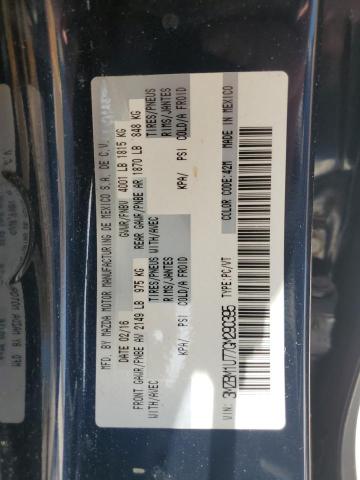 MFD. BY MAZDA MOTOR MANUFACTURING DE MEXICO S.A. DE C.V.
DATE 02/16 GVWR/PNBV 4001 LB 1815 KG
FRONT GAWR/PNBE AV 2149 LB 975 KG REAR GAWR/PNBE AR 1870 LB 848 KG
WITH/AVEC TIRES/PNEUS WITH/AVEC TIRES/PNEUS
RIMS/JANTES RIMS/JANTES
KPA/ PSI COLD/A FROID KPA/ PSI COLD/A FROID
VIN: 3MZBM1U77GM290395 TYPE:PC/VT COLOR CODE:42M MADE IN MEXICO